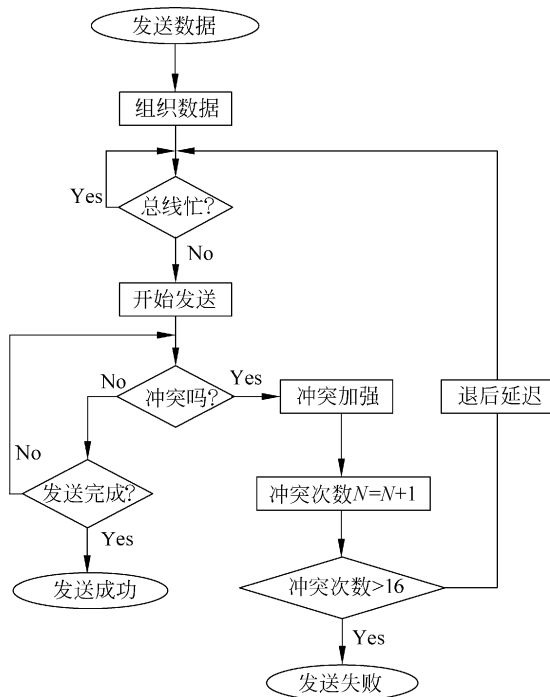 发送数据
组织数据
Yes
总线忙?
No
开始发送
No
冲突吗?
Yes
冲突加强
退后延迟
No
发送完成?
冲突次数N=N+1
Yes
发送成功
冲突次数>16
Yes
发送失败